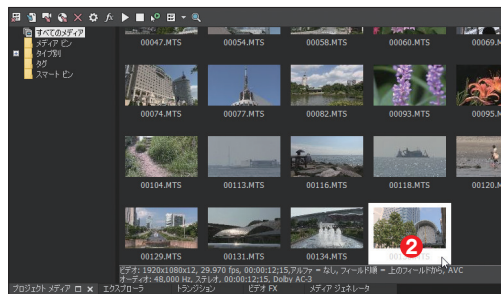 すべてのメディア
メディア ビン
タイプ別
タグ
スマート ビン
00047.MTS 00054.MTS 00058.MTS 00060.MTS 00069.M
00074.MTS 00077.MTS 00082.MTS 00093.MTS 00095.M
00104.MTS 00113.MTS 00116.MTS 00118.MTS 00120.M
00129.MTS 00131.MTS 00134.MTS
2
ビデオ: 1920x1080x12, 29.970 fps, 00:00:12;15,アルファ = なし, フィールド順 = 上のフィールドから, AVC
オーディオ: 48,000 Hz, ステレオ, 00:00:12;15, Dolby AC-3
プロジェクト メディア エクスプローラ トランジション ビデオ FX メディア ジェネレータ